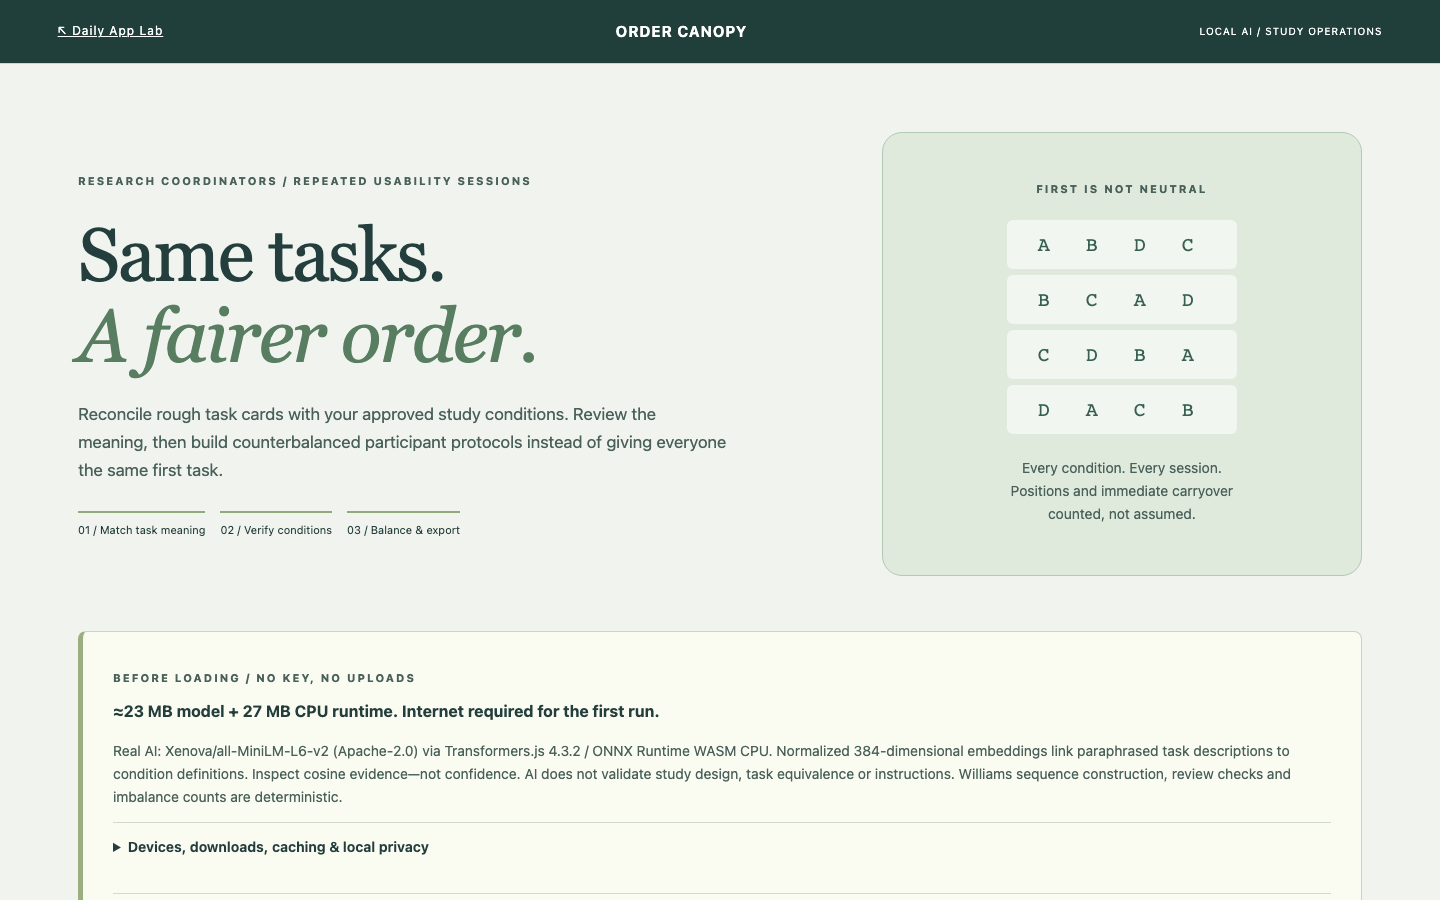 ↖ Daily App Lab
ORDER CANOPY
LOCAL AI / STUDY OPERATIONS
RESEARCH COORDINATORS / REPEATED USABILITY SESSIONS
Same tasks.
A fairer order.
Reconcile rough task cards with your approved study conditions. Review the
meaning, then build counterbalanced participant protocols instead of giving everyone
the same first task.
01 / Match task meaning
02 / Verify conditions
03 / Balance & export
FIRST IS NOT NEUTRAL
A B D C
B C A D
C D B A
D A C B
Every condition. Every session.
Positions and immediate carryover
counted, not assumed.
BEFORE LOADING / NO KEY, NO UPLOADS
≈23 MB model + 27 MB CPU runtime. Internet required for the first run.
Real AI: Xenova/all-MiniLM-L6-v2 (Apache-2.0) via Transformers.js 4.3.2 / ONNX Runtime WASM CPU. Normalized 384-dimensional embeddings link paraphrased task descriptions to
condition definitions. Inspect cosine evidence—not confidence. AI does not validate study design, task equivalence or instructions. Williams sequence construction, review checks and
imbalance counts are deterministic.
▶ Devices, downloads, caching & local privacy